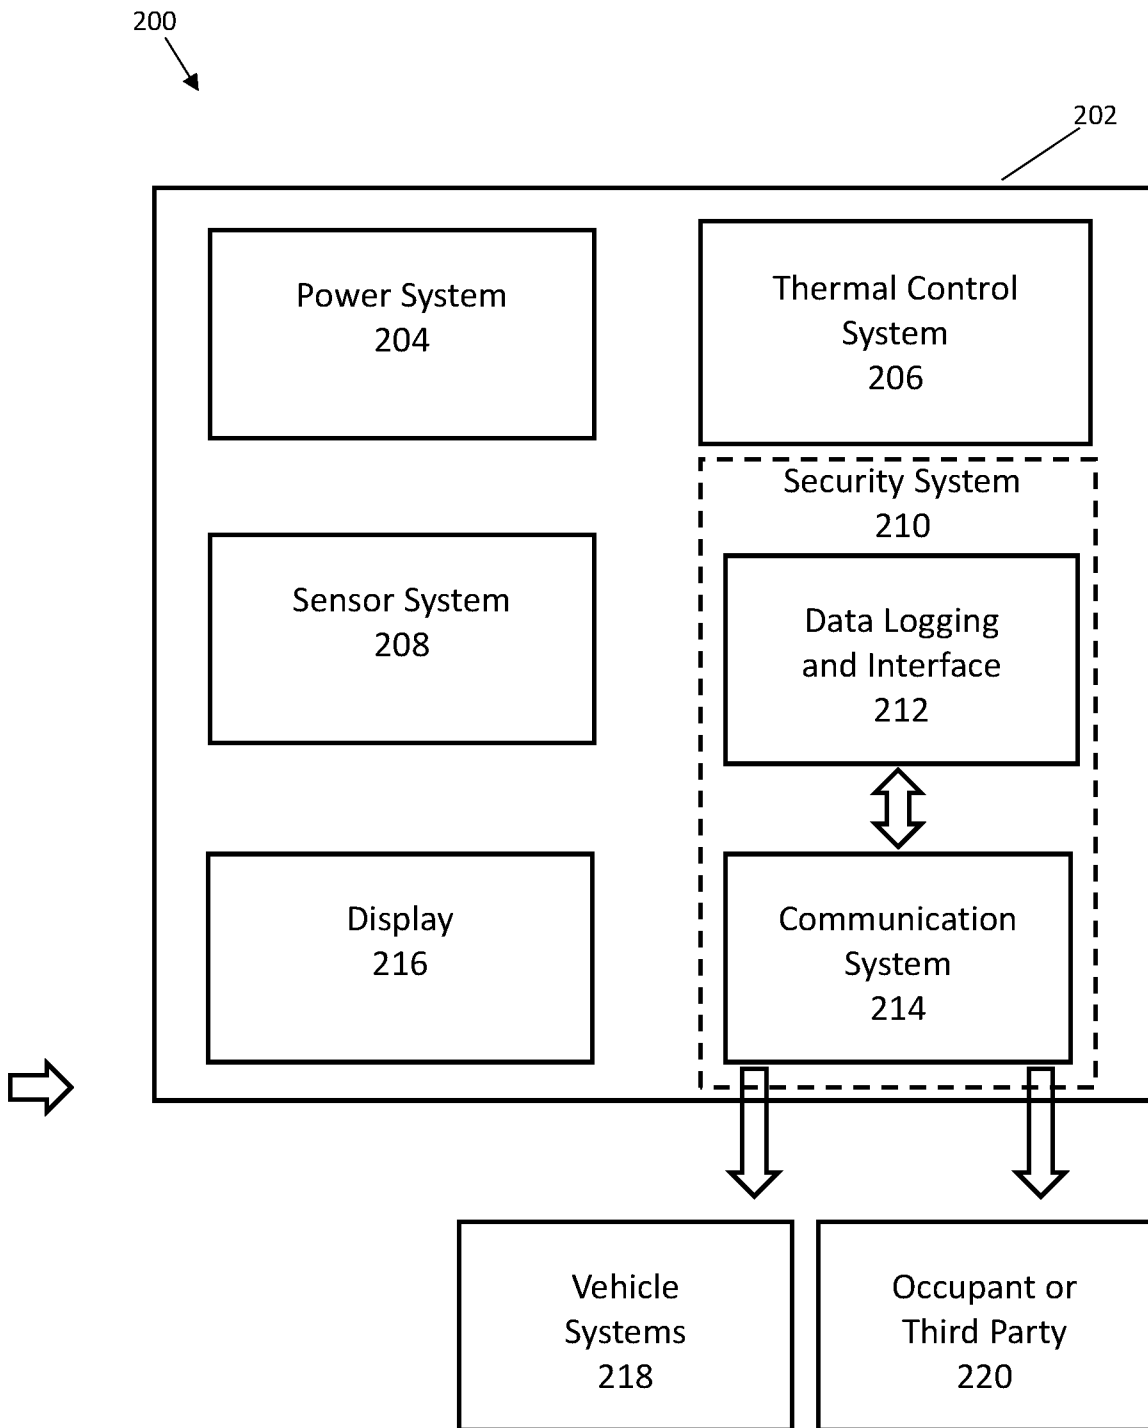 200
202
Power System
204
Thermal Control
System
206
Security System
210
Sensor System
208
Data Logging
and Interface
212
Display
216
Communication
System
214
Vehicle
Systems
218
Occupant or
Third Party
220